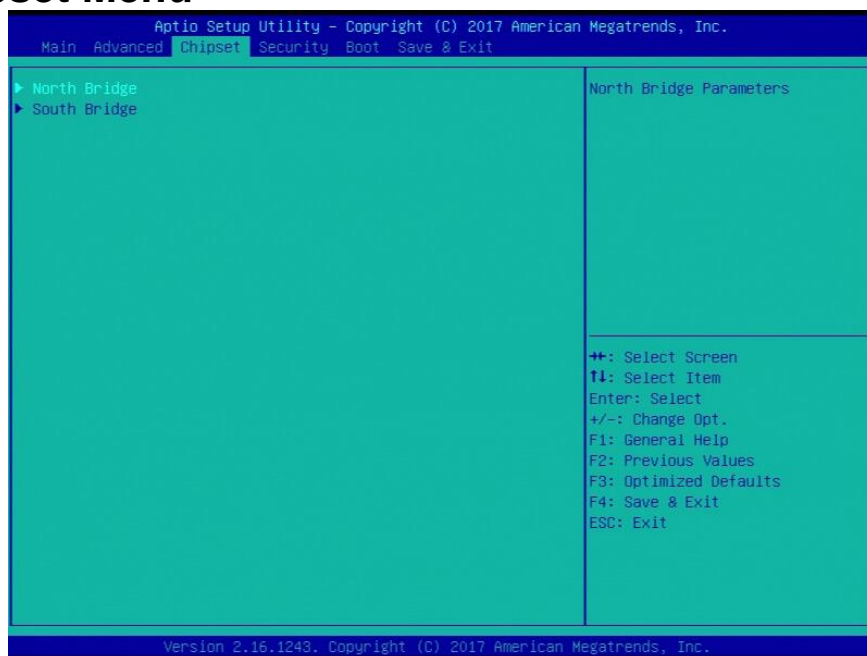 Aptio Setup Utility – Copyright (C) 2017 American Megatrends, Inc.
Main Advanced Chipset Security Boot Save & Exit
▶ North Bridge
▶ South Bridge
North Bridge Parameters
→←: Select Screen
↑↓: Select Item
Enter: Select
+/-: Change Opt.
F1: General Help
F2: Previous Values
F3: Optimized Defaults
F4: Save & Exit
ESC: Exit
Version 2.16.1243. Copyright (C) 2017 American Megatrends, Inc.